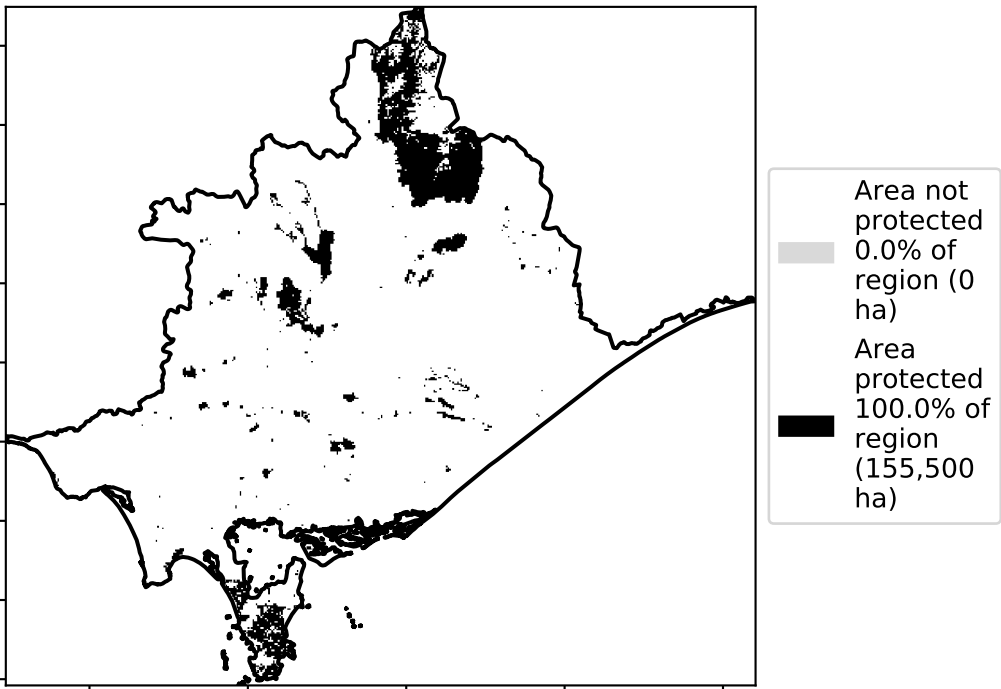 Area not
protected
0.0% of
region (0
ha)
Area
protected
100.0% of
region
(155,500
ha)